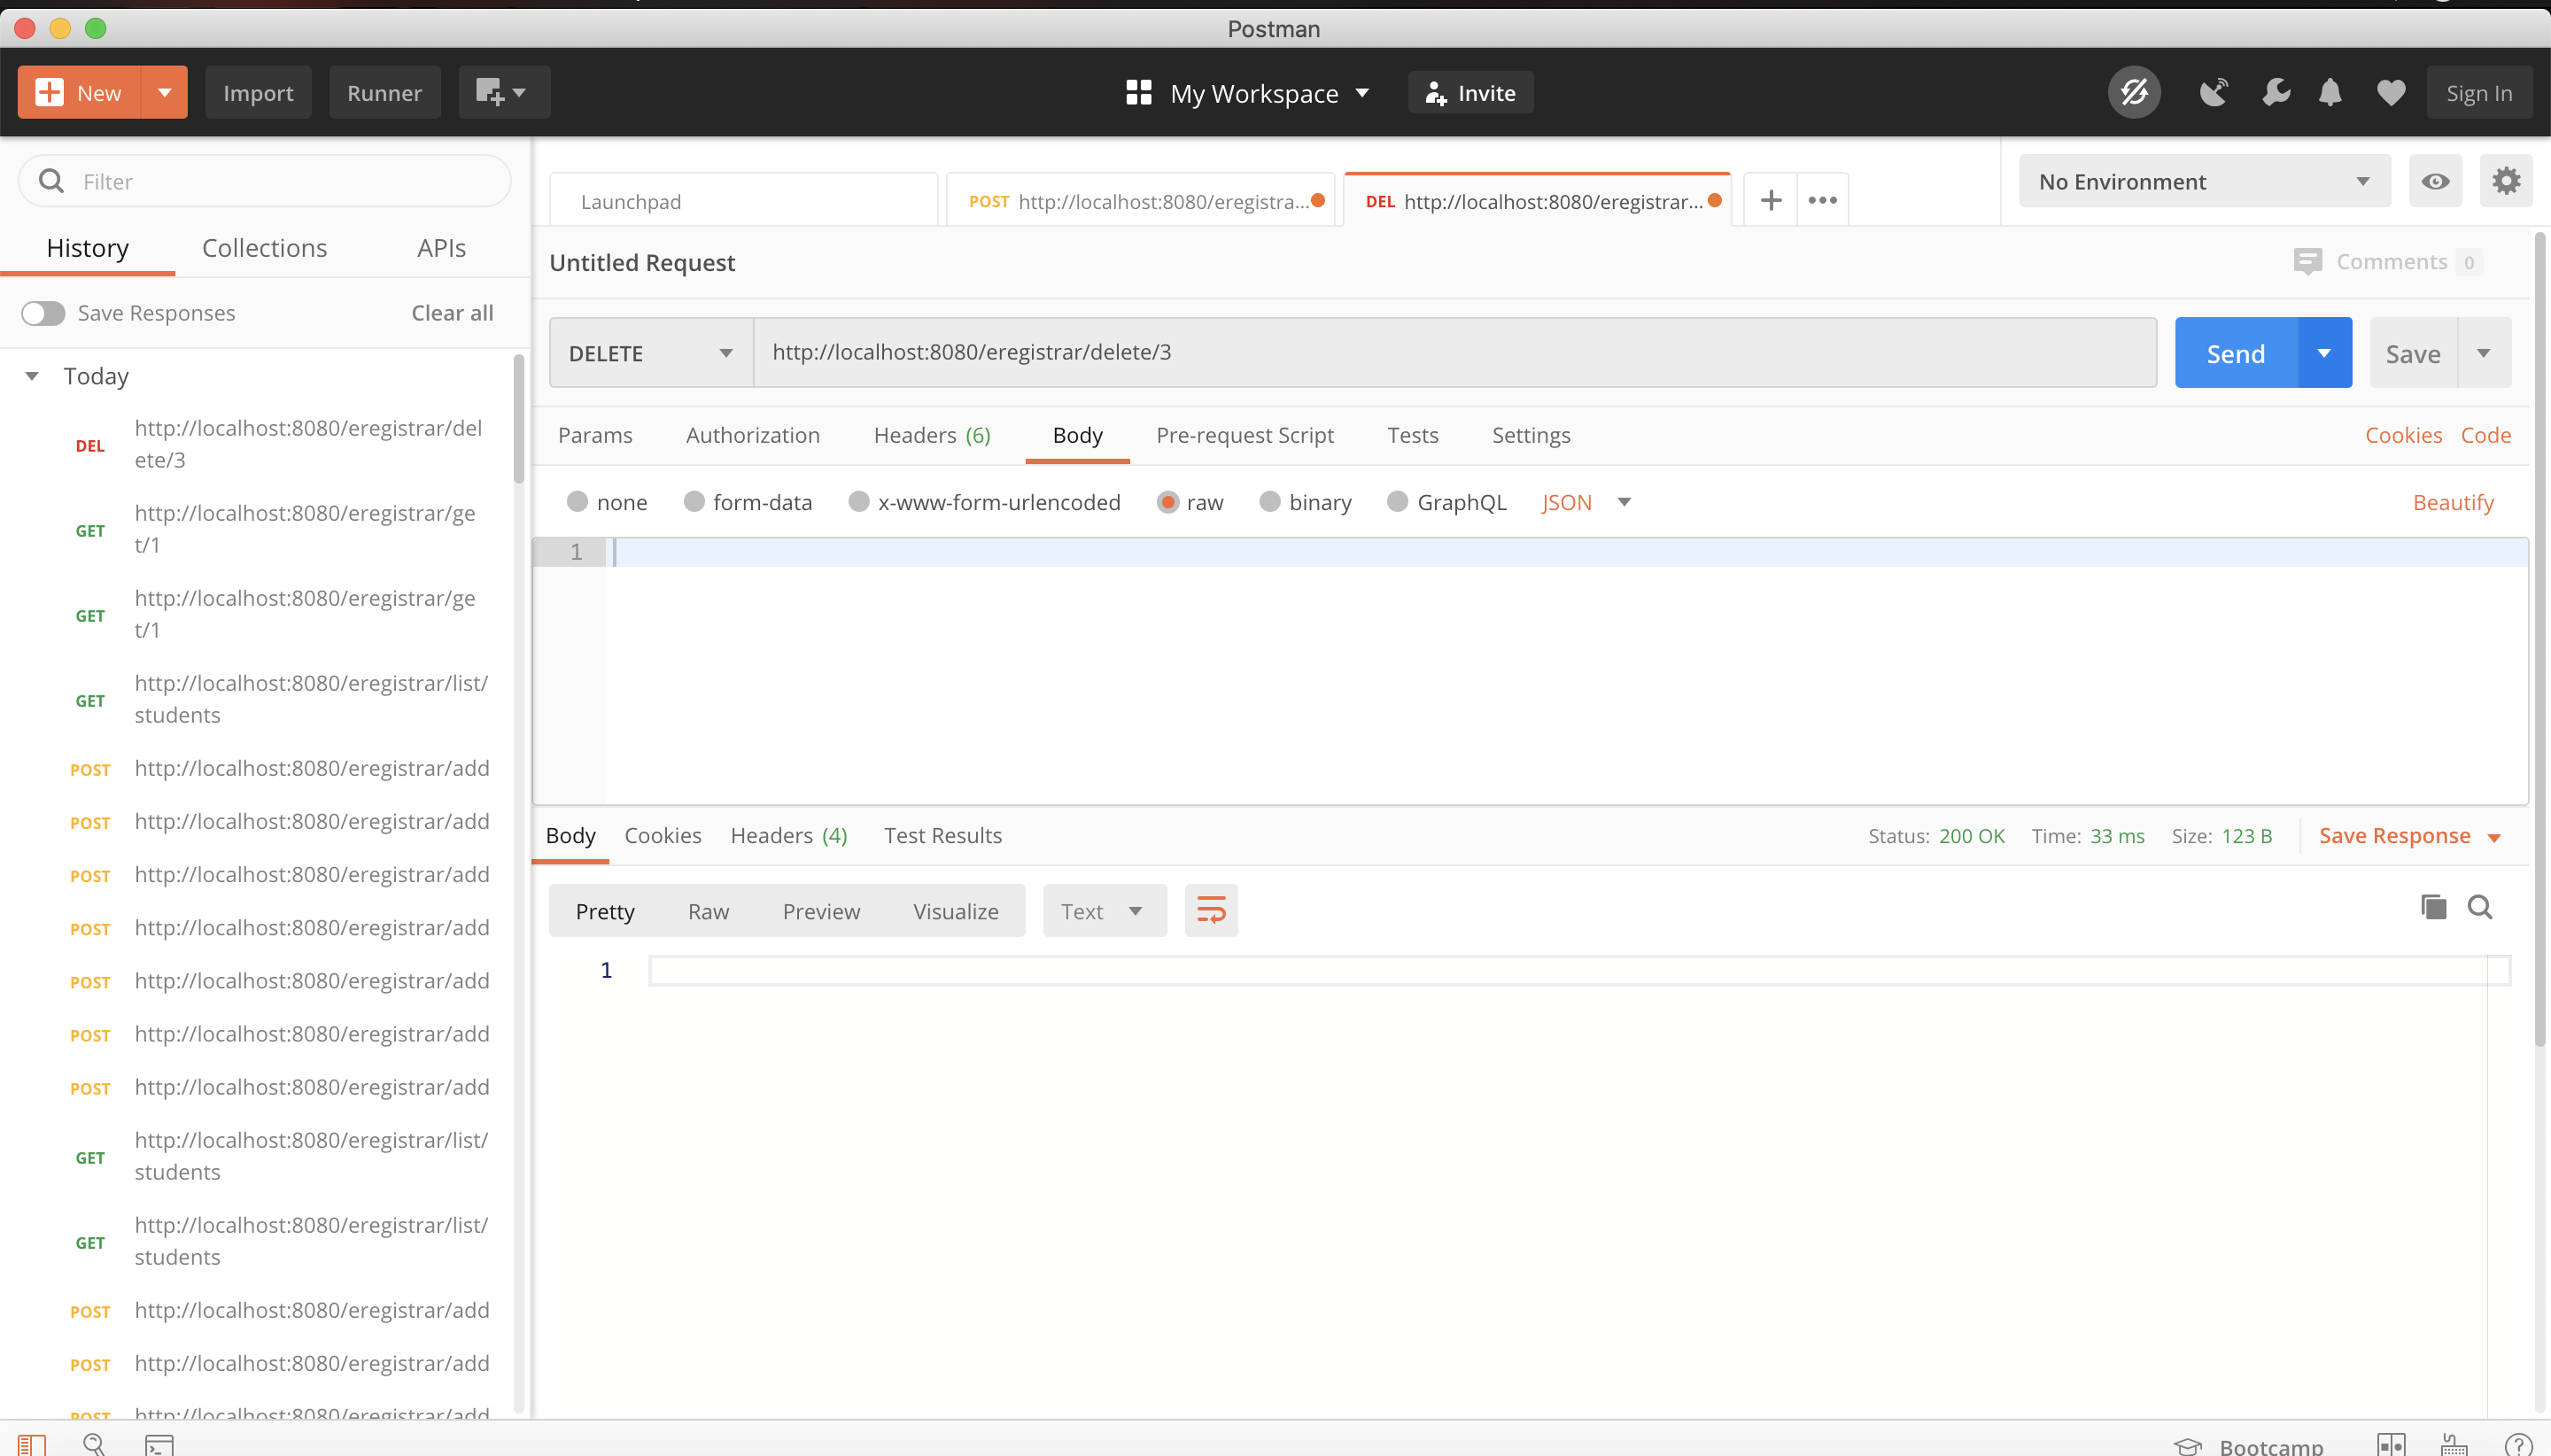 Postman
New
Import
Runner
My Workspace
Invite
Sign In
Filter
Launchpad
POST http://localhost:8080/eregistra...
DEL http://localhost:8080/eregistrar...
No Environment
History
Collections
APIs
Untitled Request
Comments 0
Save Responses
Clear all
DELETE
http://localhost:8080/eregistrar/delete/3
Send
Save
Today
DEL
http://localhost:8080/eregistrar/del
ete/3
GET
http://localhost:8080/eregistrar/ge
t/1
GET
http://localhost:8080/eregistrar/ge
t/1
GET
http://localhost:8080/eregistrar/list/
students
POST http://localhost:8080/eregistrar/add
POST http://localhost:8080/eregistrar/add
POST http://localhost:8080/eregistrar/add
POST http://localhost:8080/eregistrar/add
POST http://localhost:8080/eregistrar/add
POST http://localhost:8080/eregistrar/add
POST http://localhost:8080/eregistrar/add
GET
http://localhost:8080/eregistrar/list/
students
GET
http://localhost:8080/eregistrar/list/
students
POST http://localhost:8080/eregistrar/add
POST http://localhost:8080/eregistrar/add
POST http://localhost:8080/eregistrar/add
Params Authorization Headers (6) Body Pre-request Script Tests Settings
Cookies Code
none form-data x-www-form-urlencoded raw binary GraphQL JSON
Beautify
1
Body Cookies Headers (4) Test Results
Status: 200 OK Time: 33 ms Size: 123 B
Save Response
Pretty Raw Preview Visualize
Text
1
Bootcamp